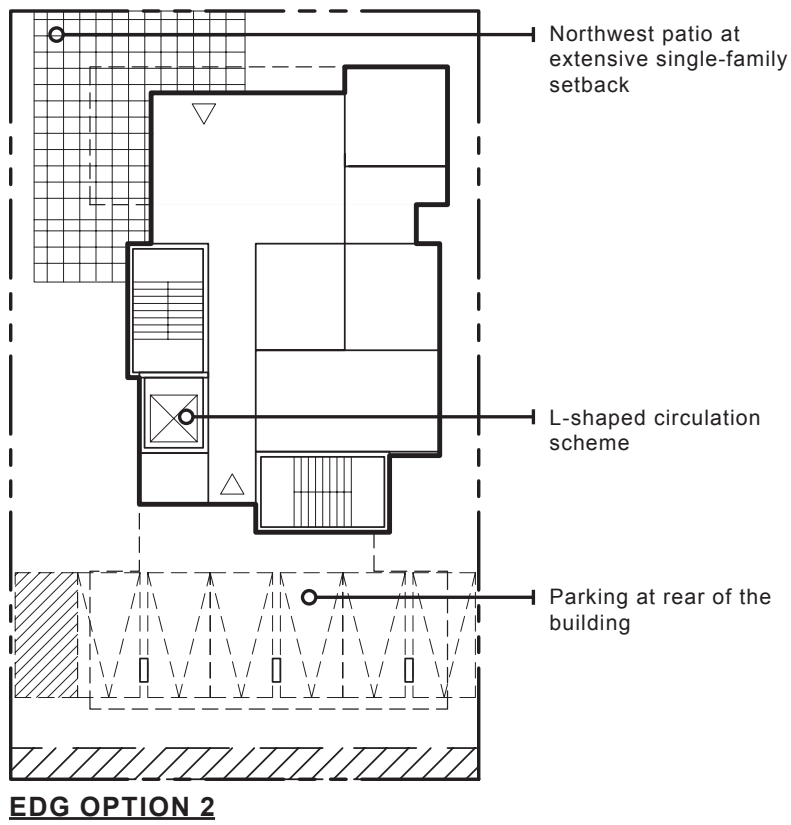 Northwest patio at
extensive single-family
setback
L-shaped circulation
scheme
Parking at rear of the
building
EDG OPTION 2